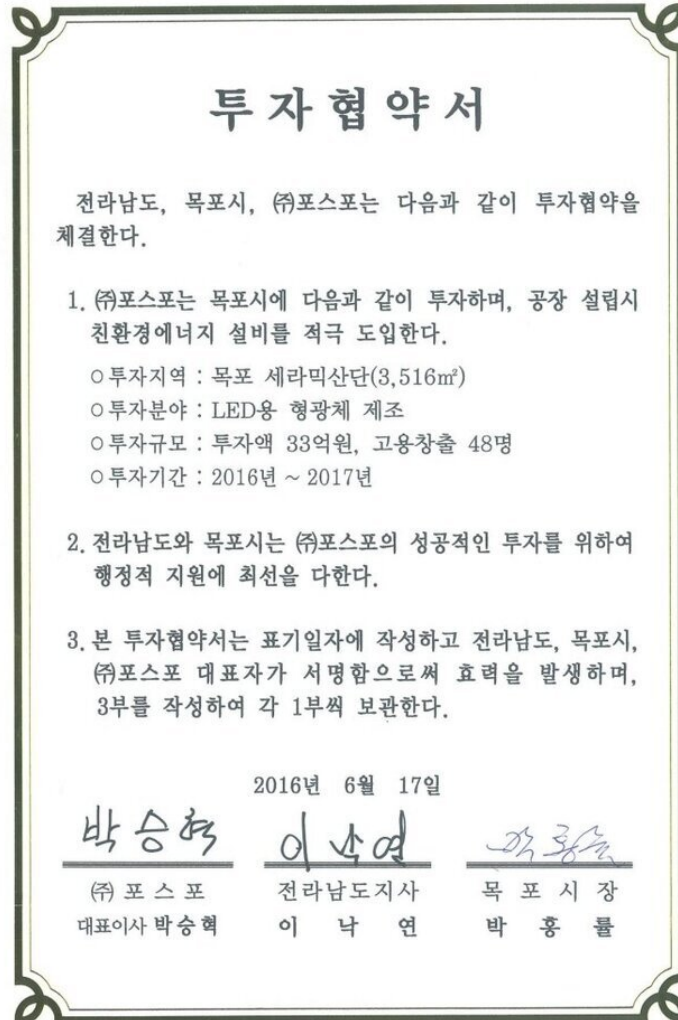 투자협약서
전라남도, 목포시, ㈜포스포는 다음과 같이 투자협약을
체결한다.
1. ㈜포스포는 목포시에 다음과 같이 투자하며, 공장 설립시
친환경에너지 설비를 적극 도입한다.
○투자지역 : 목포 세라믹산단(3,516㎡)
○투자분야 : LED용 형광체 제조
○투자규모 : 투자액 33억원, 고용창출 48명
○투자기간 : 2016년 ~ 2017년
2. 전라남도와 목포시는 ㈜포스포의 성공적인 투자를 위하여
행정적 지원에 최선을 다한다.
3. 본 투자협약서는 표기일자에 작성하고 전라남도, 목포시,
㈜포스포 대표자가 서명함으로써 효력을 발생하며,
3부를 작성하여 각 1부씩 보관한다.
2016년 6월 17일
박승혁 이낙연 박홍률
㈜ 포 스 포 전라남도지사 목 포 시 장
대표이사 박승혁 이 낙 연 박 홍 률